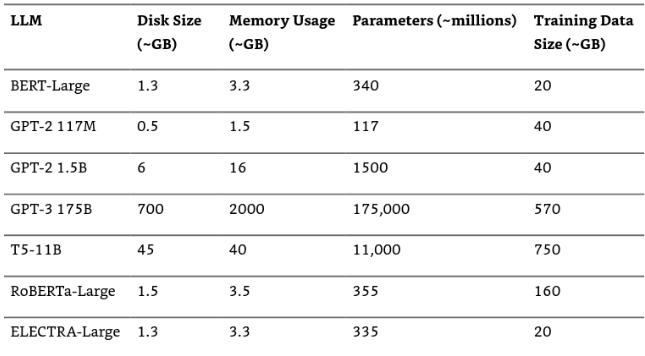 LLM Disk Size (~GB) Memory Usage (~GB) Parameters (~millions) Training Data Size (~GB)
BERT-Large 1.3 3.3 340 20
GPT-2 117M 0.5 1.5 117 40
GPT-2 1.5B 6 16 1500 40
GPT-3 175B 700 2000 175,000 570
T5-11B 45 40 11,000 750
RoBERTa-Large 1.5 3.5 355 160
ELECTRA-Large 1.3 3.3 335 20